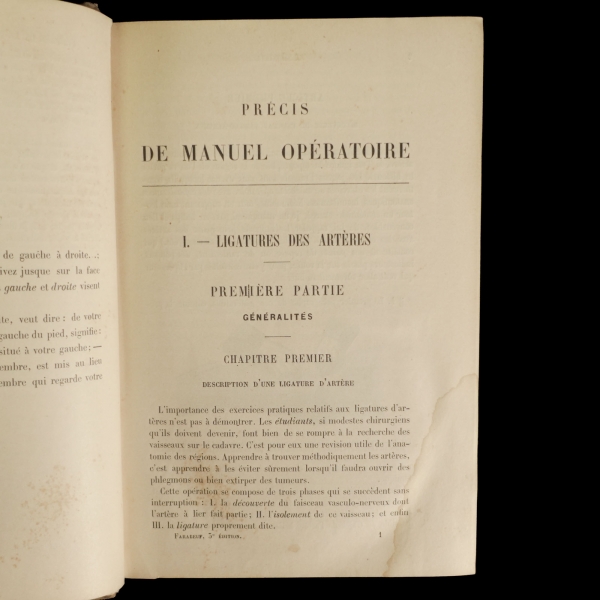 de gauche à droite...;
ivez jusque sur la face
gauche et droite visent
te, veut dire : de votre
gauche du pied, signifie:
situé à votre gauche; —
embre, est mis au lieu
embre qui regarde votre
PRÉCIS
DE MANUEL OPÉRATOIRE
I. — LIGATURES DES ARTÈRES
PREMIÈRE PARTIE
GÉNÉRALITÉS
CHAPITRE PREMIER
DESCRIPTION D'UNE LIGATURE D'ARTÈRE
L'importance des exercices pratiques relatifs aux ligatures d'ar-
tères n'est pas à démontrer. Les étudiants, si modestes chirurgiens
qu'ils doivent devenir, font bien de se rompre à la recherche des
vaisseaux sur le cadavre. C'est pour eux une revision utile de l'ana-
tomie des régions. Apprendre à trouver méthodiquement les artères,
c'est apprendre à les éviter sûrement lorsqu'il faudra ouvrir des
phlegmons ou bien extirper des tumeurs.
Cette opération se compose de trois phases qui se succèdent sans
interruption : I. la découverte du faisceau vasculo-nerveux dont
l'artère à lier fait partie; II. l'isolement de ce vaisseau; et enfin
III. la ligature proprement dite.
FARABEUF, 5e ÉDITION. 1